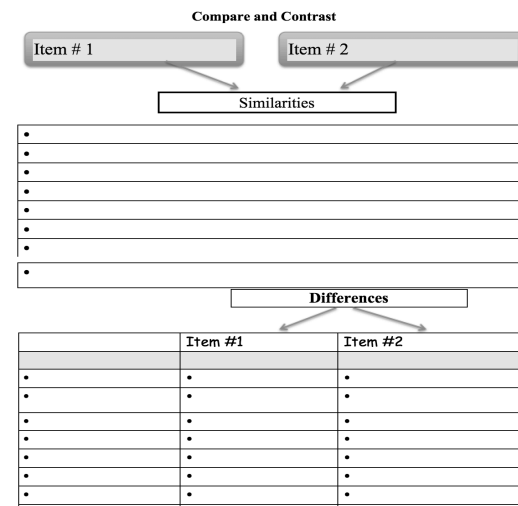 Compare and Contrast
Item # 1 Item # 2
Similarities
•
•
•
•
•
•
•
•
Differences
Item #1 Item #2
• • •
• • •
• • •
• • •
• • •
• • •
• • •